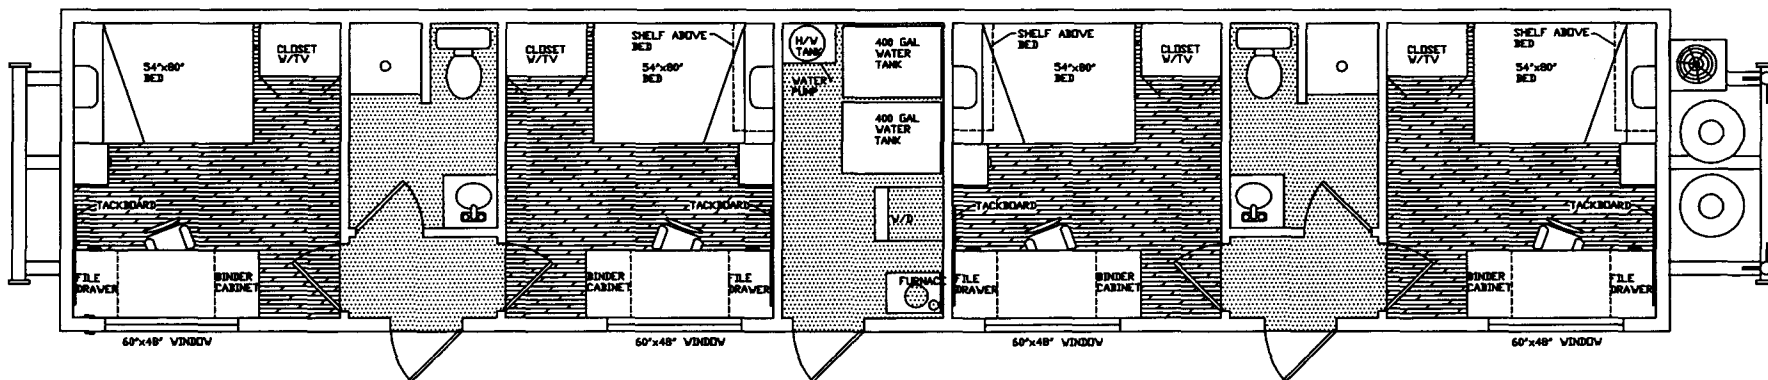 54"x80"
BED
CLOSET
W/TV
CLOSET
W/TV
SHELF ABOVE
BED
54"x80"
BED
H/W
TANK
WATER
PUMP
400 GAL
WATER
TANK
400 GAL
WATER
TANK
SHELF ABOVE
BED
54"x80"
BED
CLOSET
W/TV
CLOSET
W/TV
SHELF ABOVE
BED
54"x80"
BED
TACKBOARD
TACKBOARD
W/D
TACKBOARD
TACKBOARD
FILE
DRAWER
BINDER
CABINET
BINDER
CABINET
FILE
DRAWER
FURNACE
FILE
DRAWER
BINDER
CABINET
BINDER
CABINET
FILE
DRAWER
60"x48" WINDOW
60"x48" WINDOW
60"x48" WINDOW
60"x48" WINDOW